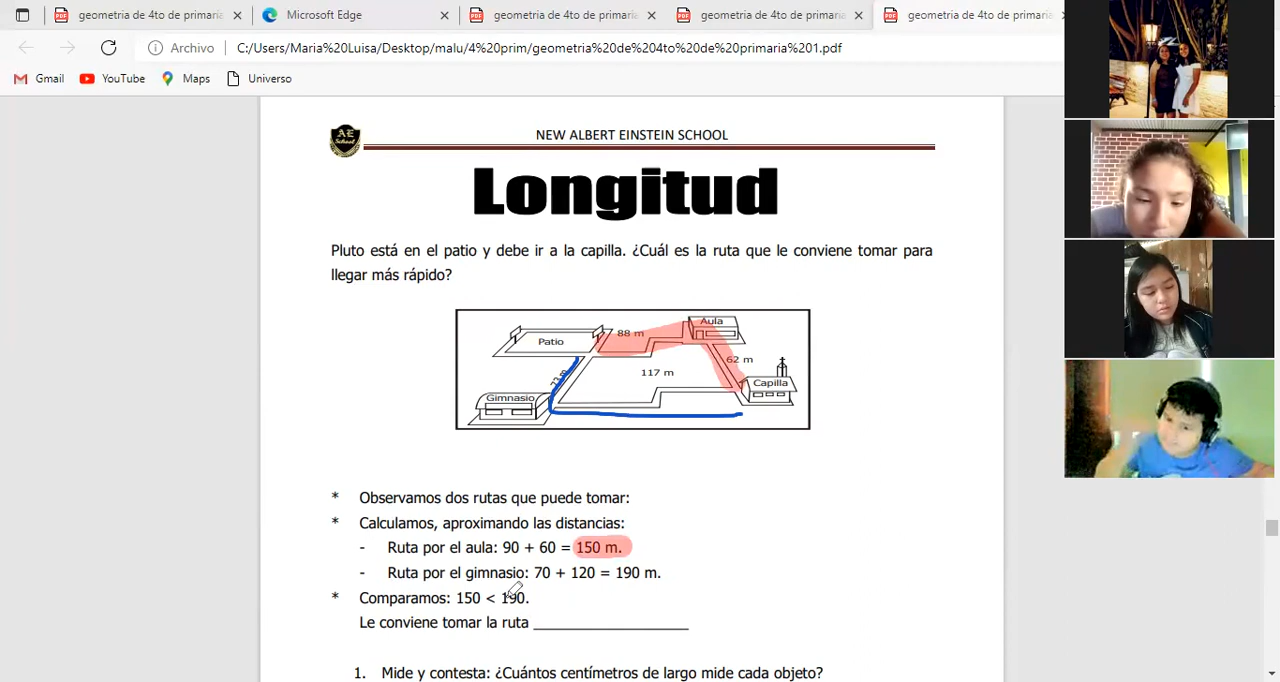 geometria de 4to de primaria
Microsoft Edge
geometria de 4to de primaria
geometria de 4to de primaria
geometria de 4to de primaria
Archivo
C:/Users/Maria%20Luisa/Desktop/malu/4%20prim/geometria%20de%204to%20de%20primaria%201.pdf
Gmail
YouTube
Maps
Universo
AE
School
NEW ALBERT EINSTEIN SCHOOL
Longitud
Pluto está en el patio y debe ir a la capilla. ¿Cuál es la ruta que le conviene tomar para
llegar más rápido?
Aula
88 m
Patio
62 m
117 m
Capilla
Gimnasio
* Observamos dos rutas que puede tomar:
* Calculamos, aproximando las distancias:
- Ruta por el aula: 90 + 60 = 150 m.
- Ruta por el gimnasio: 70 + 120 = 190 m.
* Comparamos: 150 < 190.
Le conviene tomar la ruta ____________________
1. Mide y contesta: ¿Cuántos centímetros de largo mide cada objeto?